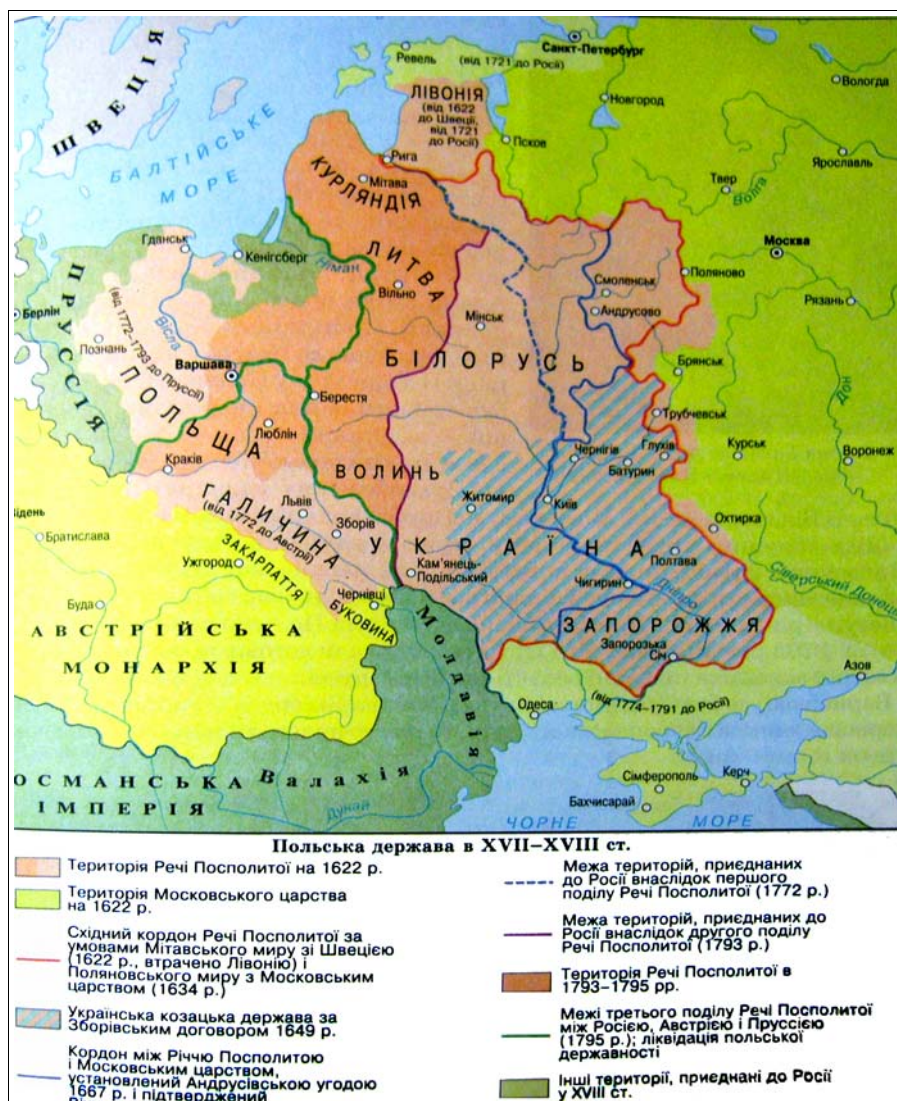 ШВЕЦІЯ
БАЛТІЙСЬКЕ
МОРЕ
Ревель
(від 1721 до Росії)
Санкт-Петербург
Вологда
Новгород
ЛІВОНІЯ
(від 1622
до Швеції,
від 1721
до Росії)
Псков
Ярославль
Твер
Волга
Рига
Мітава
КУРЛЯНДІЯ
Москва
Гданськ
Кенігсберг
Німан
ЛИТВА
Вільно
Смоленськ
Поляново
Андрусово
Рязань
Берлін
ПРУССІЯ
Вісла
Познань
(від 1772–1793 до Пруссії)
Мінськ
БІЛОРУСЬ
Брянськ
Дон
Варшава
ПОЛЬЩА
Берестя
Трубчевськ
Люблін
Чернігів
Глухів
Батурин
Курськ
Воронеж
Краків
ВОЛИНЬ
Житомир
Київ
ГАЛИЧИНА
(від 1772 до Австрії)
Львів
Зборів
Охтирка
УКРАЇНА
Полтава
ідень
Братислава
Ужгород
ЗАКАРПАТТЯ
Кам'янець-
Подільський
Чигирин
Дніпро
Сіверський Донець
Буда
Чернівці
БУКОВИНА
ЗАПОРОЖЖЯ
Запорозька
Січ
АВСТРІЙСЬКА
МОНАРХІЯ
Молдавія
Азов
Одеса
(від 1774–1791 до Росії)
ОСМАНСЬКА
ІМПЕРІЯ
Валахія
Дунай
Сімферополь
Керч
Бахчисарай
ЧОРНЕ МОРЕ
Польська держава в XVII–XVIII ст.
Територія Речі Посполитої на 1622 р.
Територія Московського царства
на 1622 р.
Східний кордон Речі Посполитої за
умовами Мітавського миру зі Швецією
(1622 р., втрачено Лівонію) і
Поляновського миру з Московським
царством (1634 р.)
Українська козацька держава за
Зборівським договором 1649 р.
Кордон між Річчю Посполитою
і Московським царством,
установлений Андрусівською угодою
1667 р. і підтверджений
Межа територій, приєднаних
до Росії внаслідок першого
поділу Речі Посполитої (1772 р.)
Межа територій, приєднаних до
Росії внаслідок другого поділу
Речі Посполитої (1793 р.)
Територія Речі Посполитої в
1793–1795 рр.
Межі третього поділу Речі Посполитої
між Росією, Австрією і Пруссією
(1795 р.); ліквідація польської
державності
Інші території, приєднані до Росії
у XVIII ст.